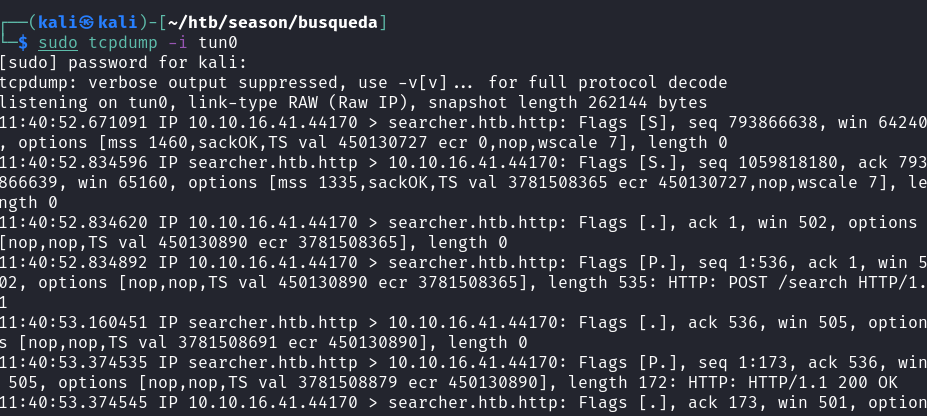 ┌──(kali㉿kali)-[~/htb/season/busqueda]
└─$ sudo tcpdump -i tun0
[sudo] password for kali:
tcpdump: verbose output suppressed, use -v[v]... for full protocol decode
listening on tun0, link-type RAW (Raw IP), snapshot length 262144 bytes
11:40:52.671091 IP 10.10.16.41.44170 > searcher.htb.http: Flags [S], seq 793866638, win 64240
, options [mss 1460,sackOK,TS val 450130727 ecr 0,nop,wscale 7], length 0
11:40:52.834596 IP searcher.htb.http > 10.10.16.41.44170: Flags [S.], seq 1059818180, ack 793
866639, win 65160, options [mss 1335,sackOK,TS val 3781508365 ecr 450130727,nop,wscale 7], le
ngth 0
11:40:52.834620 IP 10.10.16.41.44170 > searcher.htb.http: Flags [.], ack 1, win 502, options
[nop,nop,TS val 450130890 ecr 3781508365], length 0
11:40:52.834892 IP 10.10.16.41.44170 > searcher.htb.http: Flags [P.], seq 1:536, ack 1, win 5
02, options [nop,nop,TS val 450130890 ecr 3781508365], length 535: HTTP: POST /search HTTP/1.
1
11:40:53.160451 IP searcher.htb.http > 10.10.16.41.44170: Flags [.], ack 536, win 505, option
s [nop,nop,TS val 3781508691 ecr 450130890], length 0
11:40:53.374535 IP searcher.htb.http > 10.10.16.41.44170: Flags [P.], seq 1:173, ack 536, win
 505, options [nop,nop,TS val 3781508879 ecr 450130890], length 172: HTTP: HTTP/1.1 200 OK
11:40:53.374545 IP 10.10.16.41.44170 > searcher.htb.http: Flags [.], ack 173, win 501, option